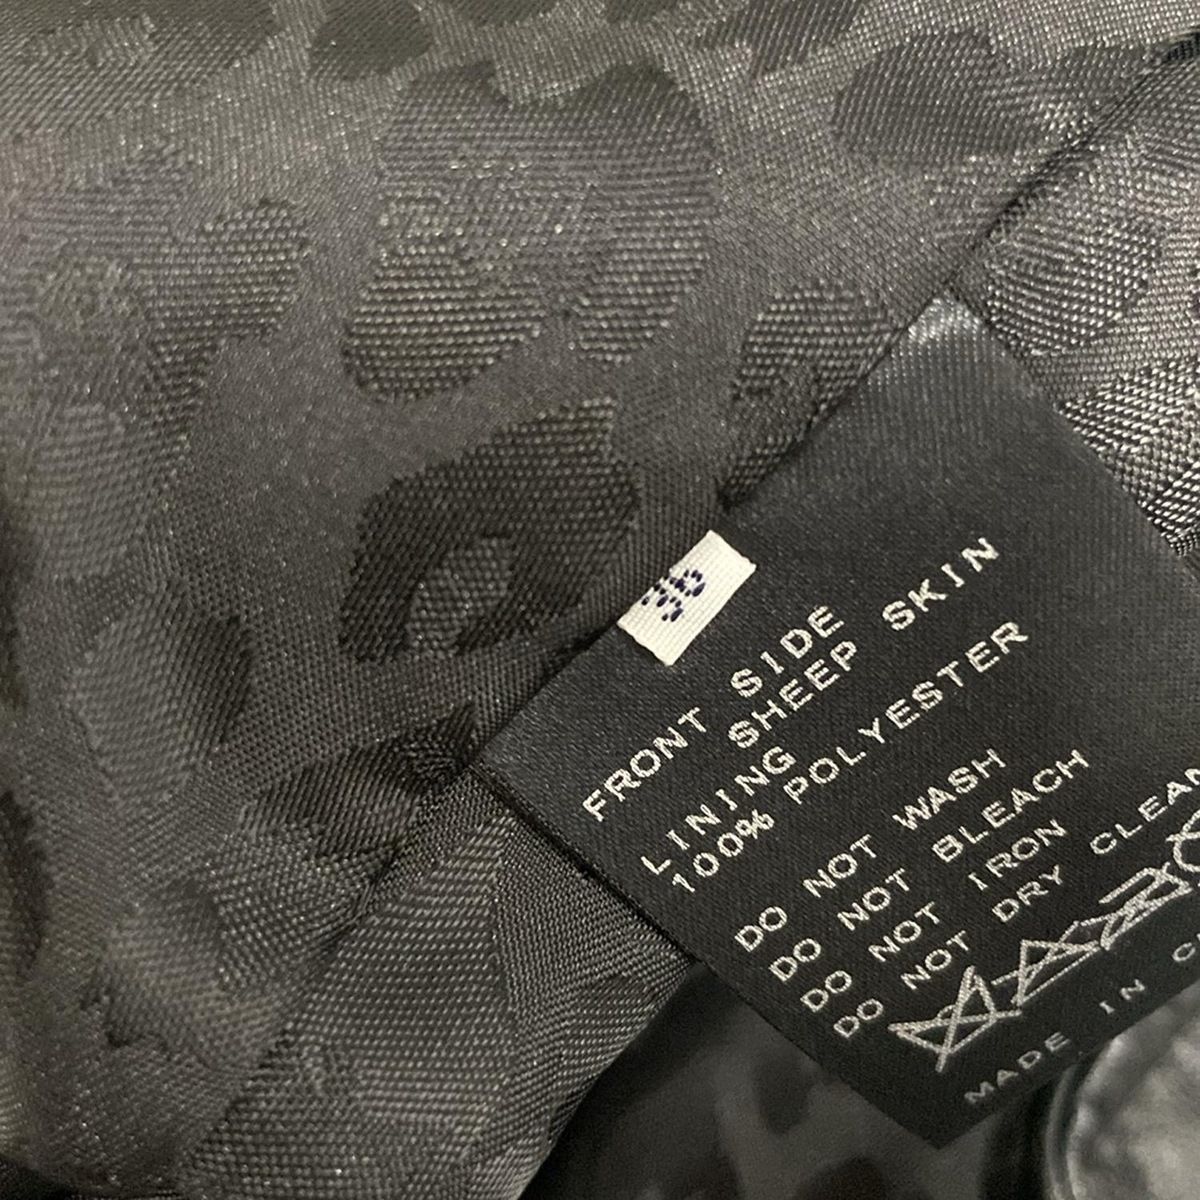 FRONT SIDE
SHEEP SKIN
LINING
100% POLYESTER
DO NOT WASH
DO NOT BLEACH
DO NOT IRON
DO NOT DRY CLEAN
MADE IN C